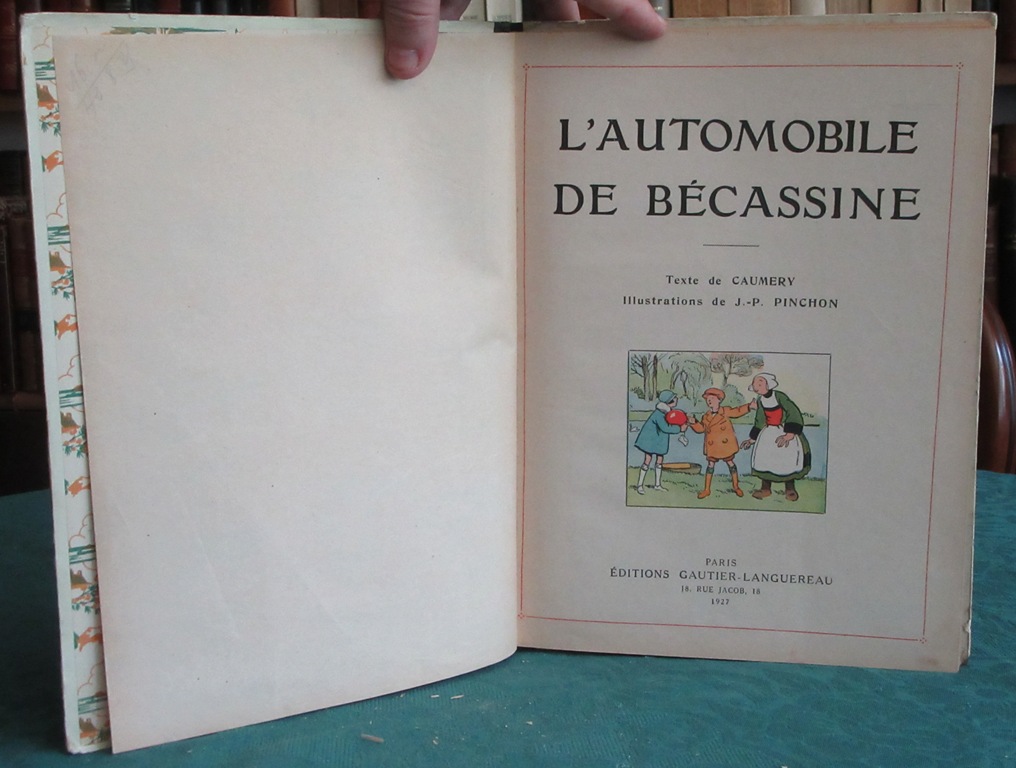 L'AUTOMOBILE
DE BÉCASSINE
Texte de CAUMERY
Illustrations de J.-P. PINCHON
PARIS
ÉDITIONS GAUTIER-LANGUEREAU
18, RUE JACOB, 18
1927